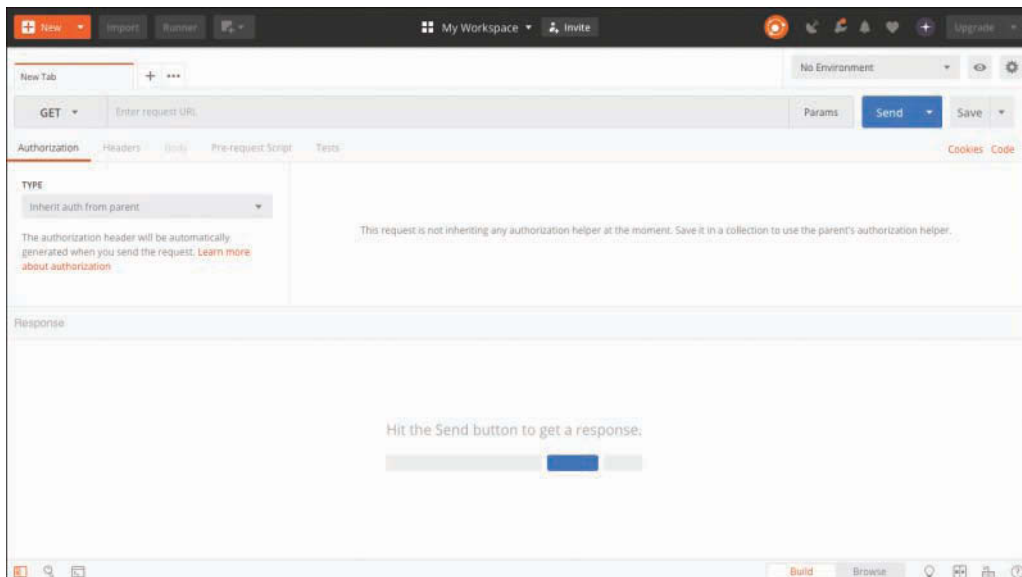 New Import Runner My Workspace Invite Upgrade
New Tab No Environment
GET Enter request URL Params Send Save
Authorization Headers Body Pre-request Script Tests Cookies Code
TYPE
Inherit auth from parent
The authorization header will be automatically
generated when you send the request. Learn more
about authorization
This request is not inheriting any authorization helper at the moment. Save it in a collection to use the parent's authorization helper.
Response
Hit the Send button to get a response.
Build Browse